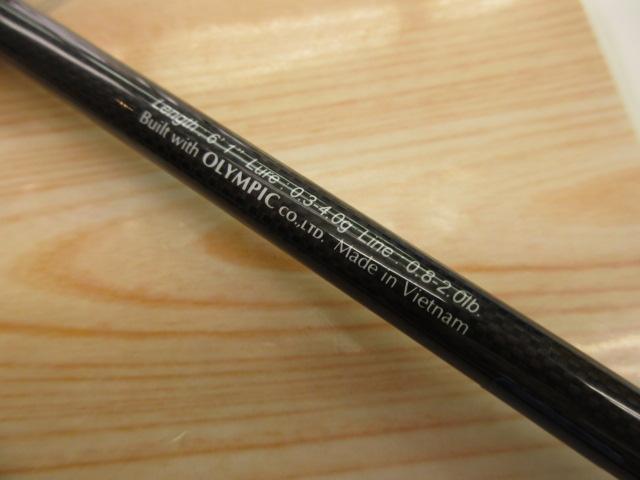 Length : 6' 1" Lure : 0.3-4.0g Line : 0.8-2.0lb.
Built with OLYMPIC CO.,LTD. Made in Vietnam